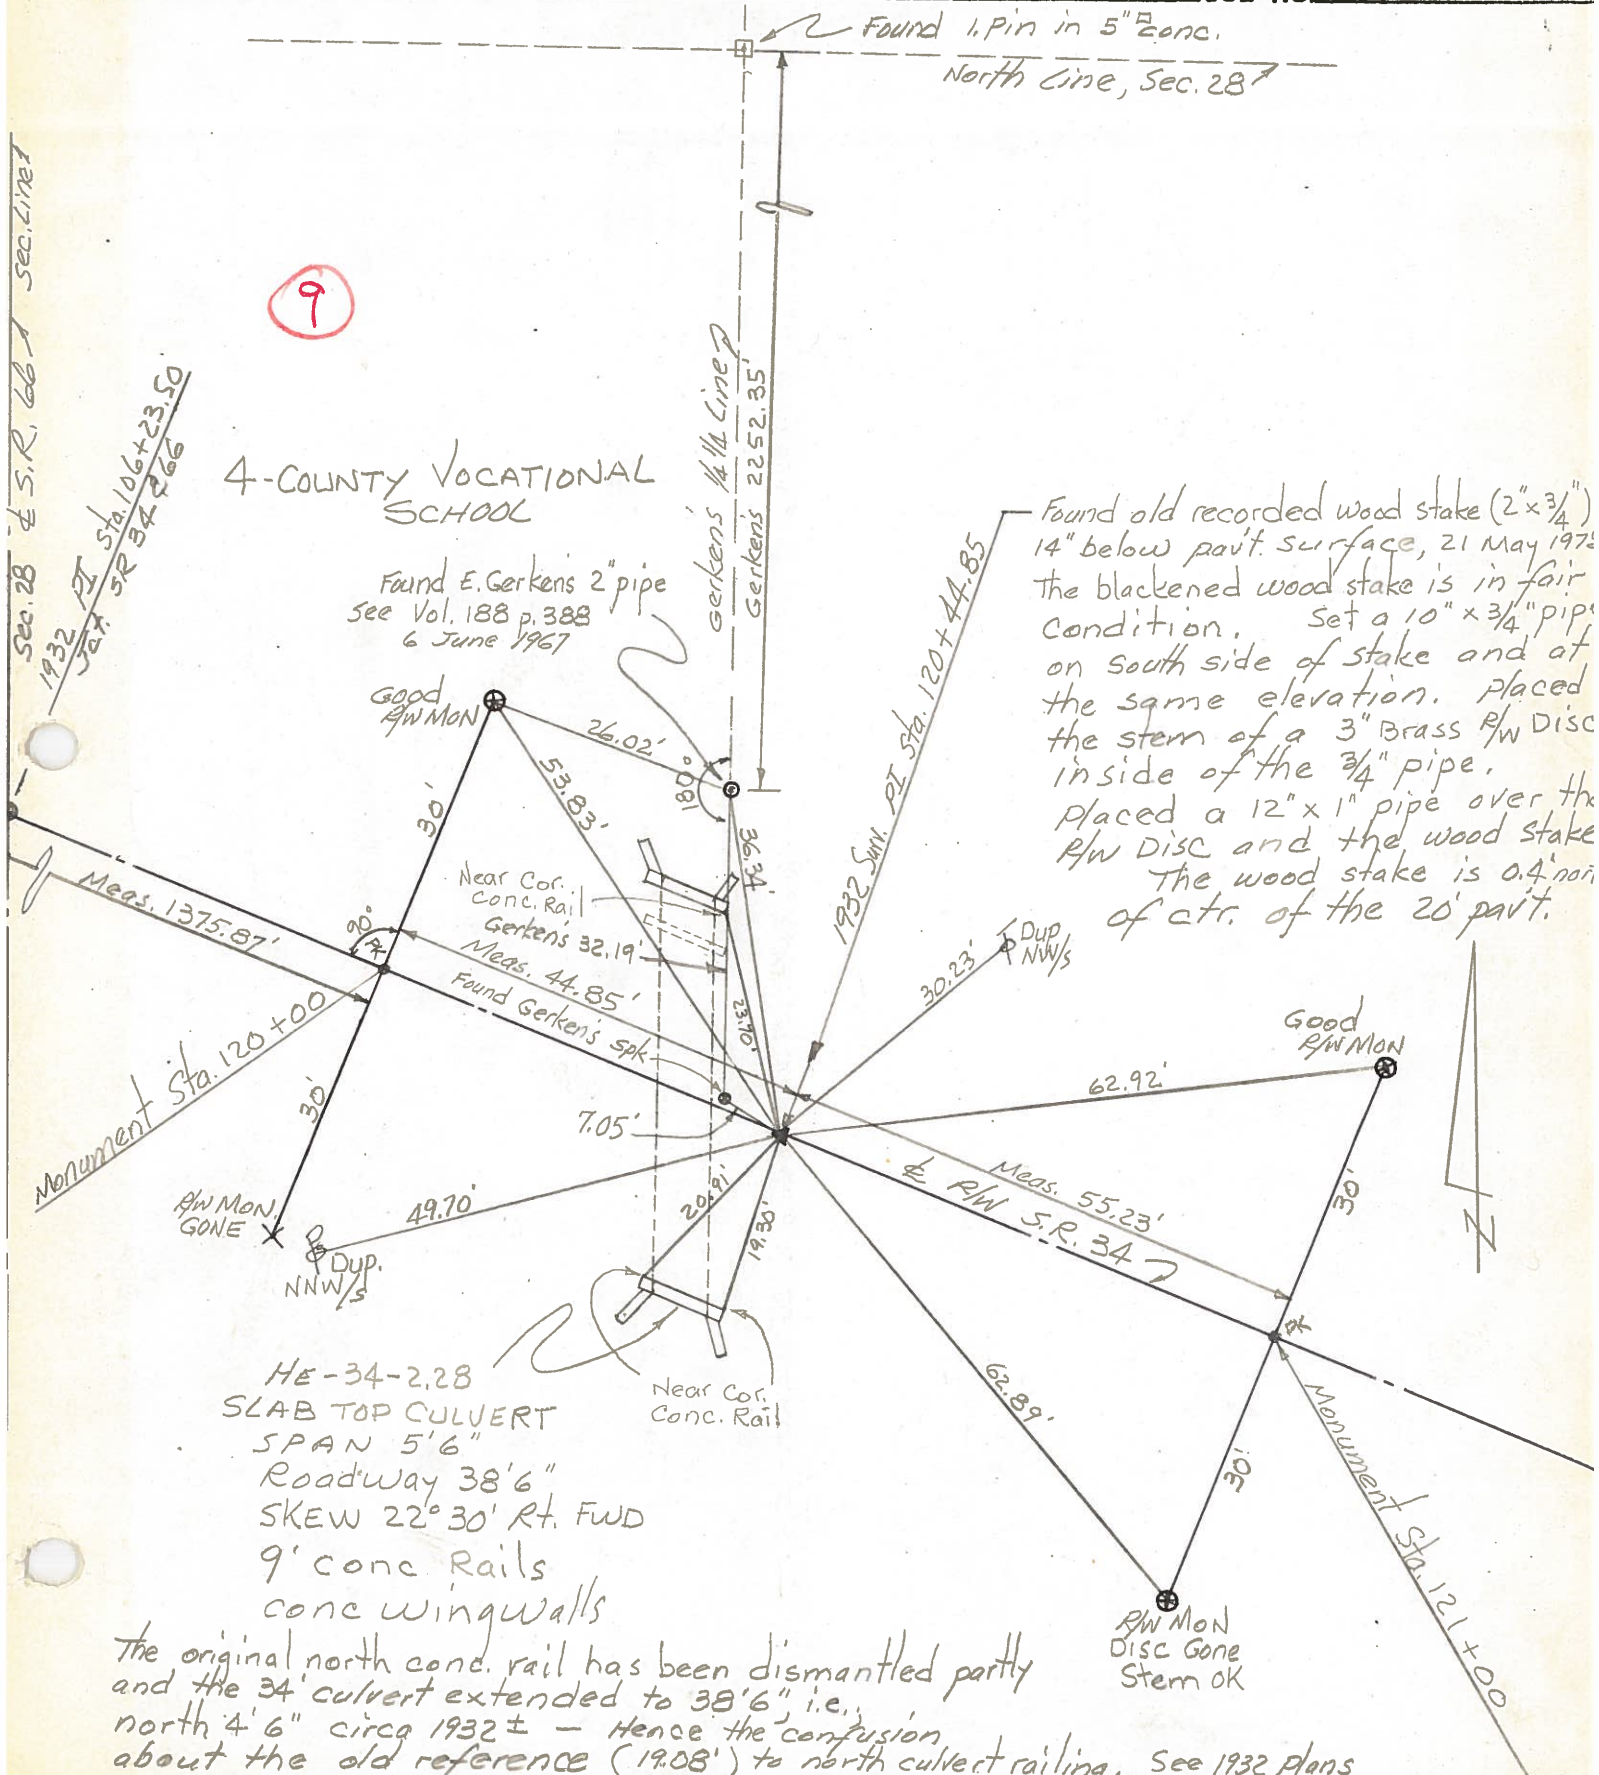 Found 1. Pin in 5" □ conc.
North Line, Sec. 28
Sec. 28 ℄ S.R. 66 Sec. Line
1932 PI Sta. 106+23.50
Jct. SR 34 & 66
9
4-COUNTY VOCATIONAL
SCHOOL
Gerkens' ¼ ¼ Line
Gerkens 2252.35'
Found E. Gerkens 2" pipe
see Vol. 188 p. 388
6 June 1967
Found old recorded wood stake (2" x 3/4")
14" below pav't. surface, 21 May
the blackened wood stake is in fair
condition. Set a 10" x 3/4" pip
on south side of stake and at
the same elevation. Placed
the stem of a 3" Brass R/W Disc
inside of the 3/4" pipe.
Placed a 12" x 1" pipe over the
R/W Disc and the wood stake
The wood stake is 0.4' nor
of ctr. of the 20' pav't.
1932 Surv. PI Sta. 120+44.85
Good
R/W MON
26.02'
53.83'
180°
36.34'
30'
Near Cor.
Conc. Rail
Gerken's 32.19'
Meas. 1375.87'
90°
PK
Meas. 44.85'
Found Gerken's spk
23.90'
Dup
NW/s
30.23'
Monument Sta. 120+00
Good
R/W MON
62.92'
30'
7.05'
R/W MON.
GONE
49.70'
Dup.
NNW/s
20.91'
19.30'
Meas. 55.23'
℄ R/W S.R. 34
30'
N
PK
Near Cor.
Conc. Rail
62.89'
30'
Monument Sta. 121+00
HE-34-2.28
SLAB TOP CULVERT
SPAN 5'6"
Roadway 38'6"
SKEW 22°30' Rt. FWD
9' conc Rails
conc wingwalls
R/W MON
Disc Gone
Stem OK
The original north conc. rail has been dismantled partly
and the 34' culvert extended to 38'6", i.e.,
north 4'6" circa 1932± — Hence the confusion
about the old reference (19.08') to north culvert railing. See 1932 plans